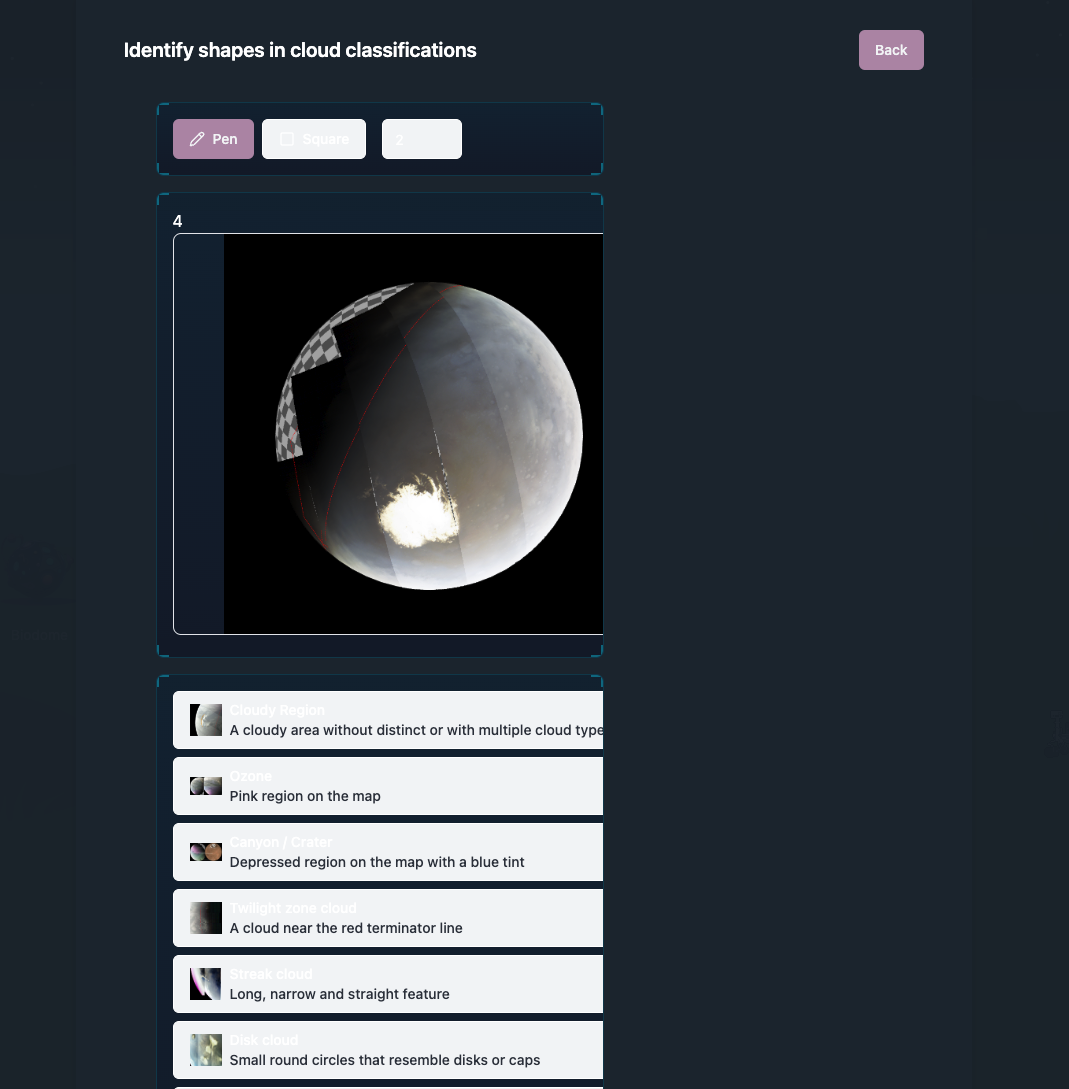 Identify shapes in cloud classifications
Back
Pen
Square
2
4
Cloudy Region
A cloudy area without distinct or with multiple cloud type
Ozone
Pink region on the map
Canyon / Crater
Depressed region on the map with a blue tint
Twilight zone cloud
A cloud near the red terminator line
Streak cloud
Long, narrow and straight feature
Disk cloud
Small round circles that resemble disks or caps